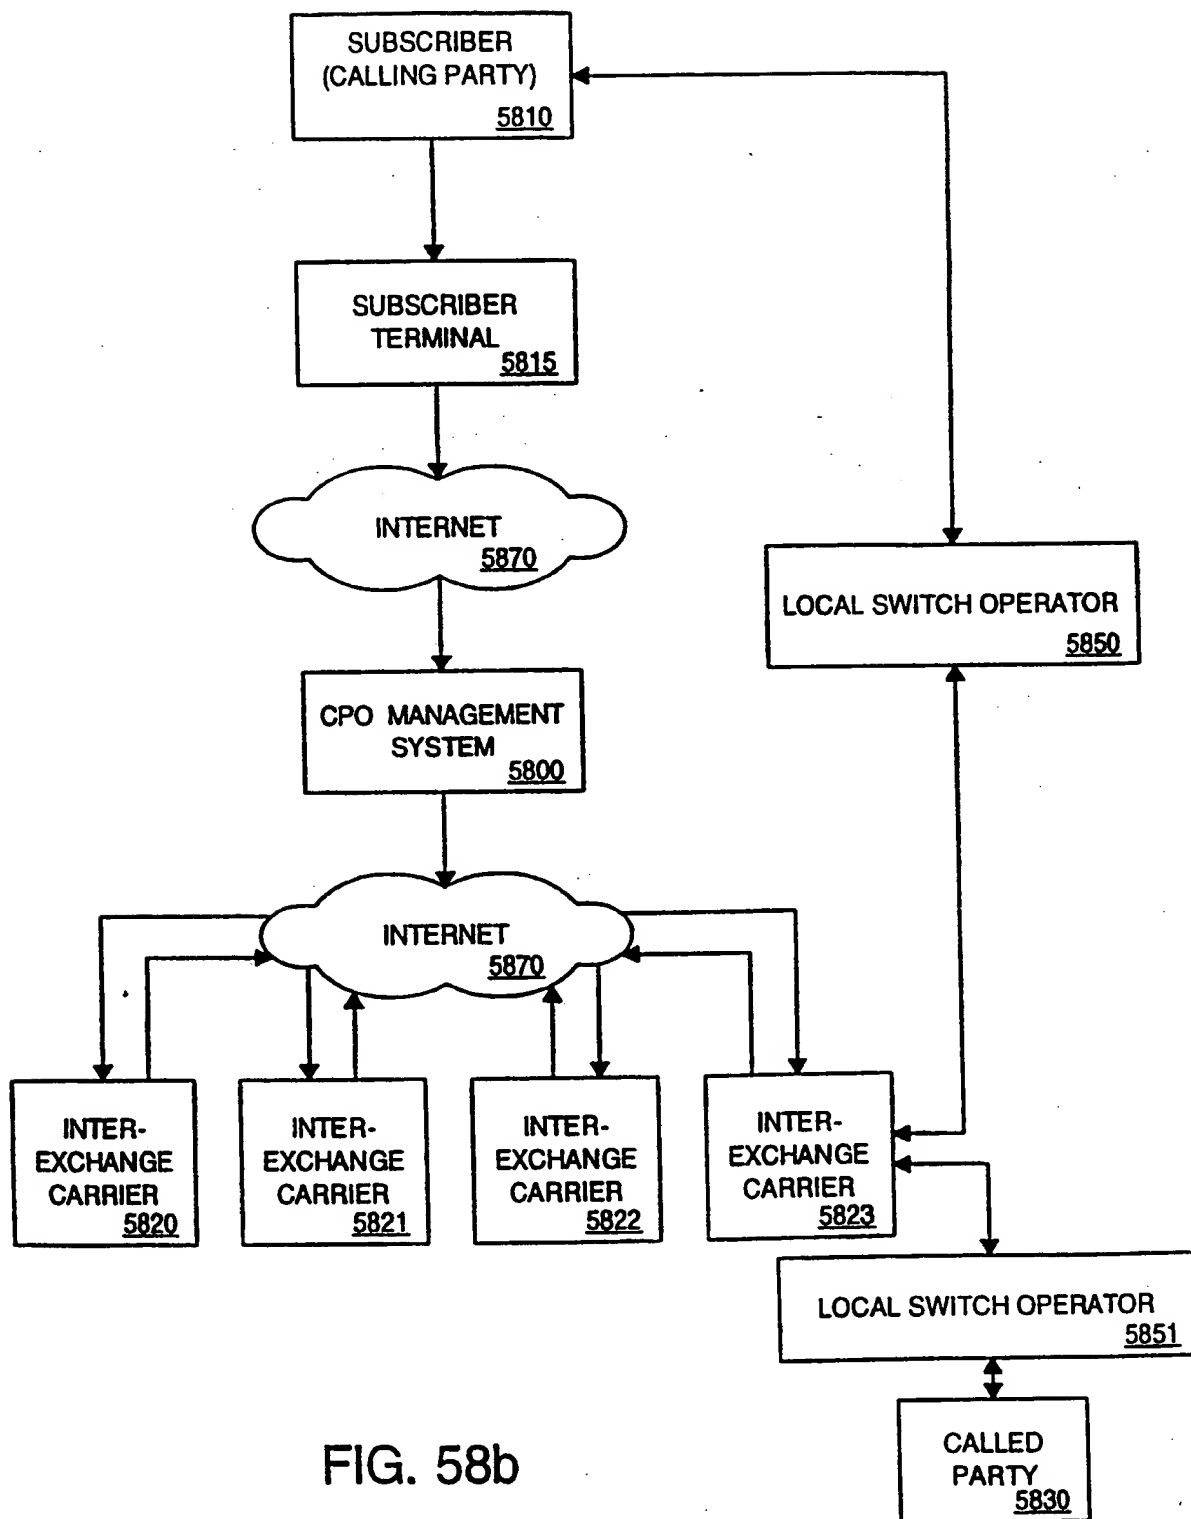 SUBSCRIBER
(CALLING PARTY)
5810
SUBSCRIBER
TERMINAL
5815
INTERNET
5870
LOCAL SWITCH OPERATOR
5850
CPO MANAGEMENT
SYSTEM
5800
INTERNET
5870
INTER-
EXCHANGE
CARRIER
5820
INTER-
EXCHANGE
CARRIER
5821
INTER-
EXCHANGE
CARRIER
5822
INTER-
EXCHANGE
CARRIER
5823
LOCAL SWITCH OPERATOR
5851
CALLED
PARTY
5830
FIG. 58b